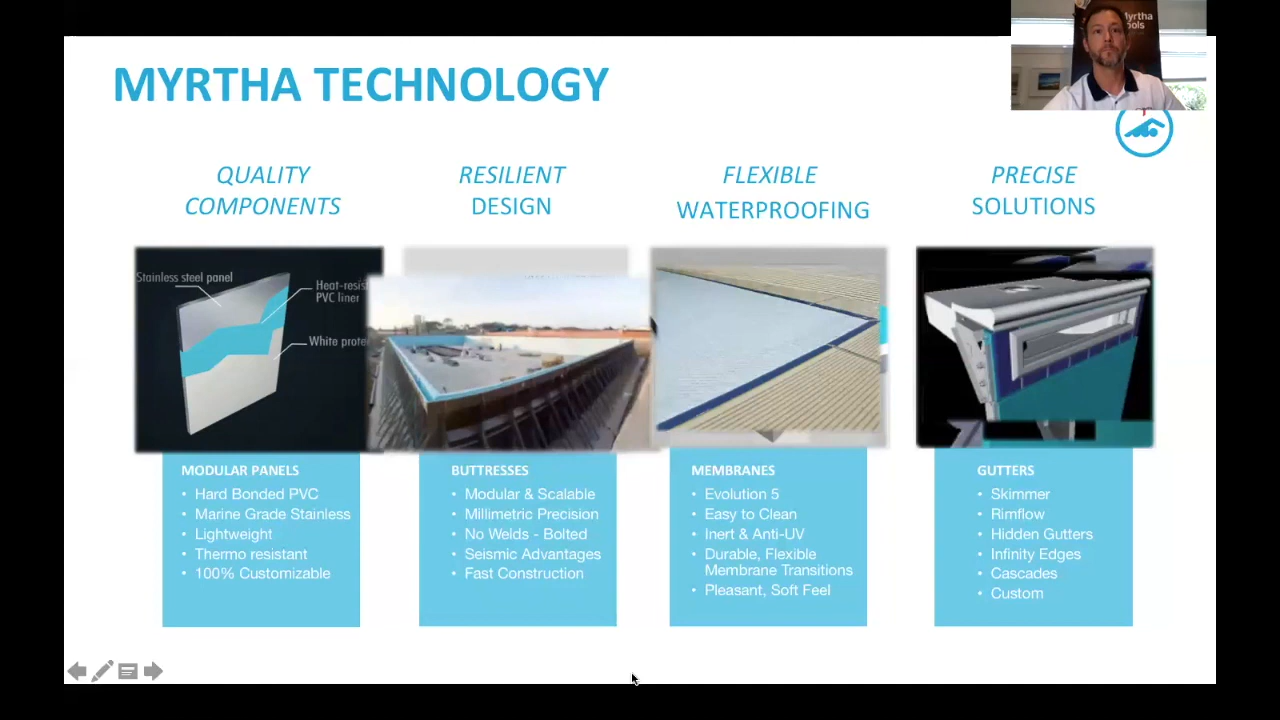 Myrtha
MYRTHA TECHNOLOGY
QUALITY
COMPONENTS
RESILIENT
DESIGN
FLEXIBLE
WATERPROOFING
PRECISE
SOLUTIONS
Stainless steel panel
PVC liner
White
MODULAR PANELS
• Hard Bonded PVC
• Marine Grade Stainless
• Lightweight
• Thermo resistant
• 100% Customizable
BUTTRESSES
• Modular & Scalable
• Millimetric Precision
• No Welds - Bolted
• Seismic Advantages
• Fast Construction
MEMBRANES
• Evolution 5
• Easy to Clean
• Inert & Anti-UV
• Durable, Flexible
Membrane Transitions
• Pleasant, Soft Feel
GUTTERS
• Skimmer
• Rimflow
• Hidden Gutters
• Infinity Edges
• Cascades
• Custom